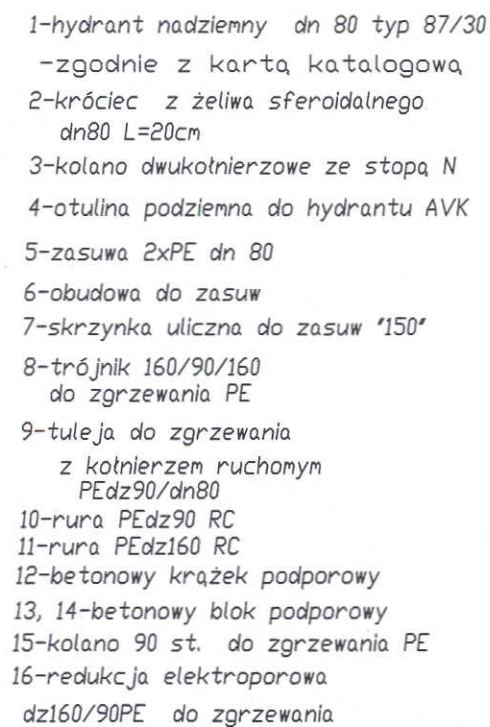 1-hydrant nadziemny dn 80 typ 87/30
-zgodnie z kartą katalogową
2-króciec z żeliwa sferoidalnego
dn80 L=20cm
3-kolano dwukołnierzowe ze stopą N
4-otulina podziemna do hydrantu AVK
5-zasuwa 2xPE dn 80
6-obudowa do zasuw
7-skrzynka uliczna do zasuw "150"
8-trójnik 160/90/160
do zgrzewania PE
9-tuleja do zgrzewania
z kołnierzem ruchomym
PEdz90/dn80
10-rura PEdz90 RC
11-rura PEdz160 RC
12-betonowy krążek podporowy
13, 14-betonowy blok podporowy
15-kolano 90 st. do zgrzewania PE
16-redukcja elektroporowa
dz160/90PE do zgrzewania